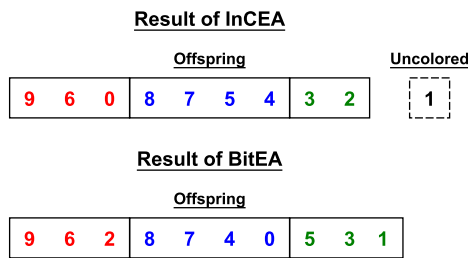 Result of InCEA
Offspring Uncolored
9 6 0 8 7 5 4 3 2 1
Result of BitEA
Offspring
9 6 2 8 7 4 0 5 3 1